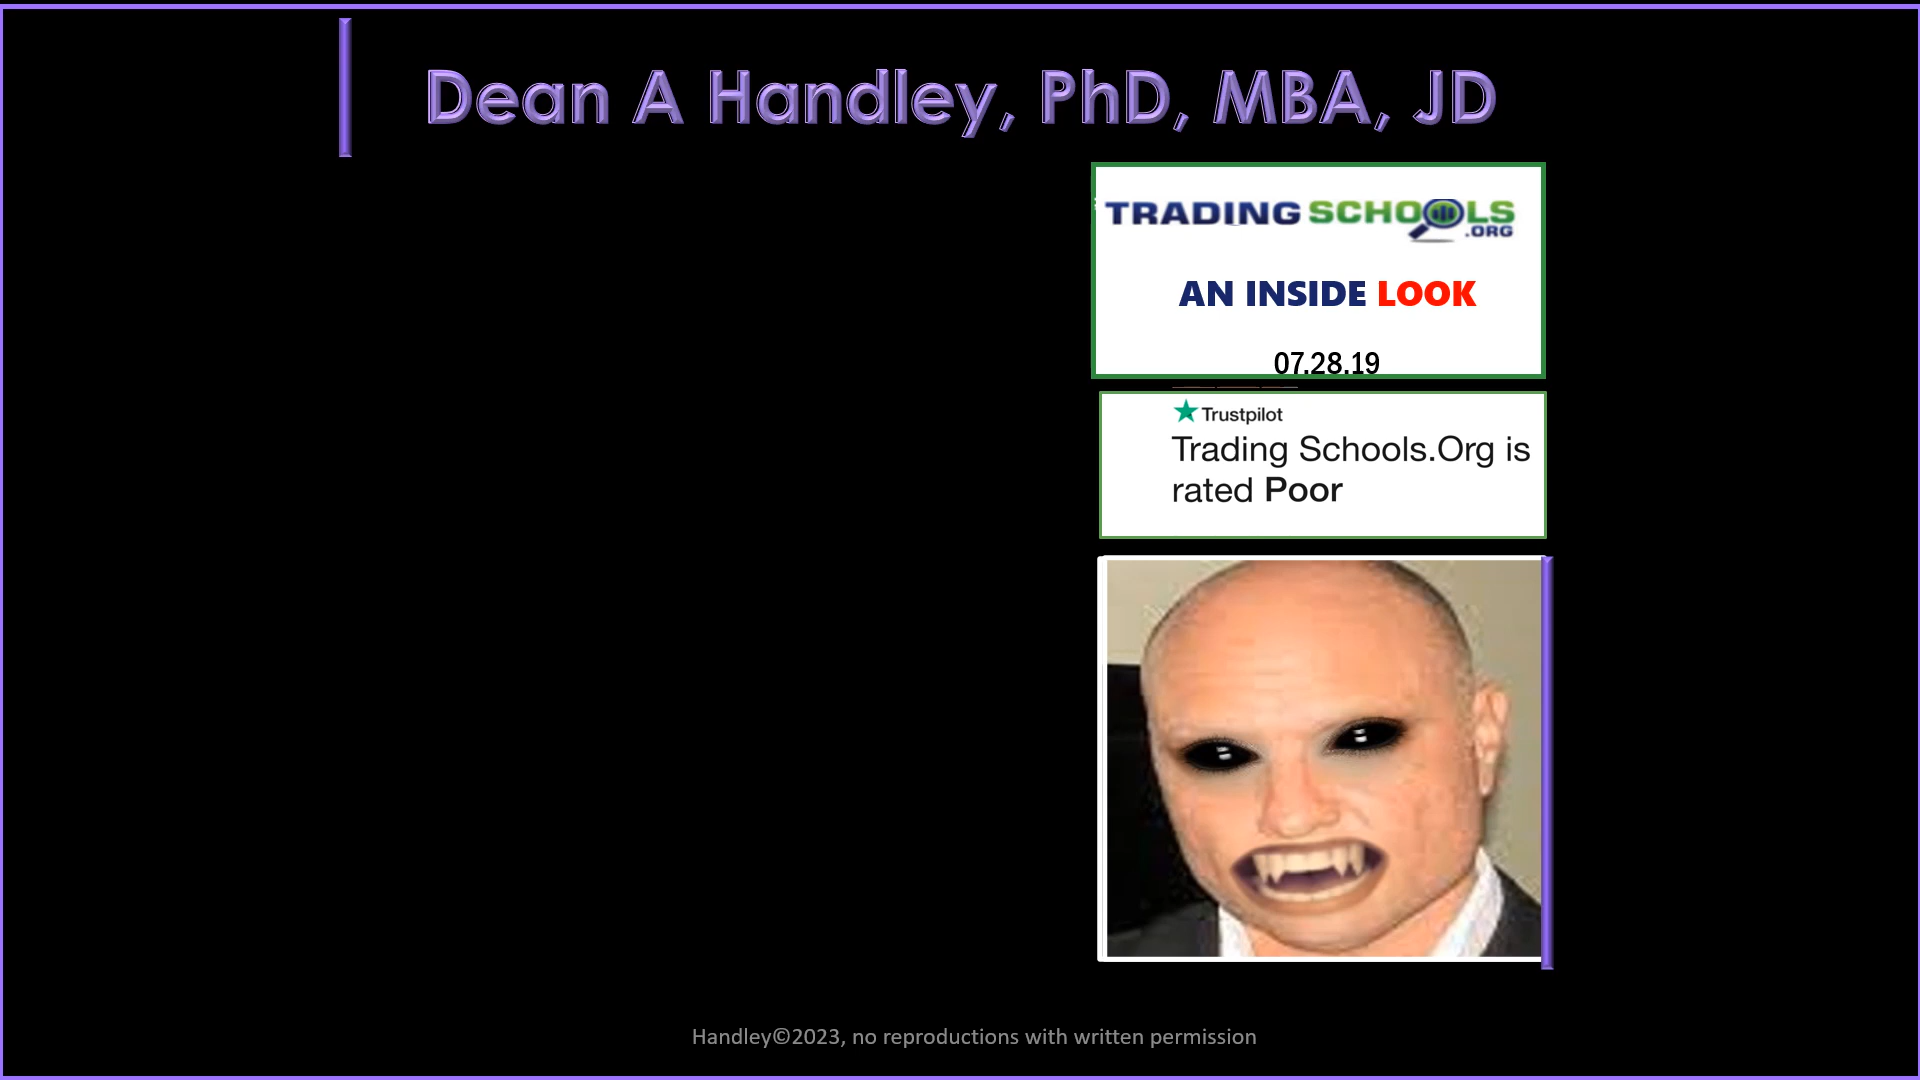 Dean A Handley, PhD, MBA, JD
TRADING SCHOOLS
.ORG
AN INSIDE LOOK
07.28.19
Trustpilot
Trading Schools.Org is
rated Poor
Handley©2023, no reproductions with written permission